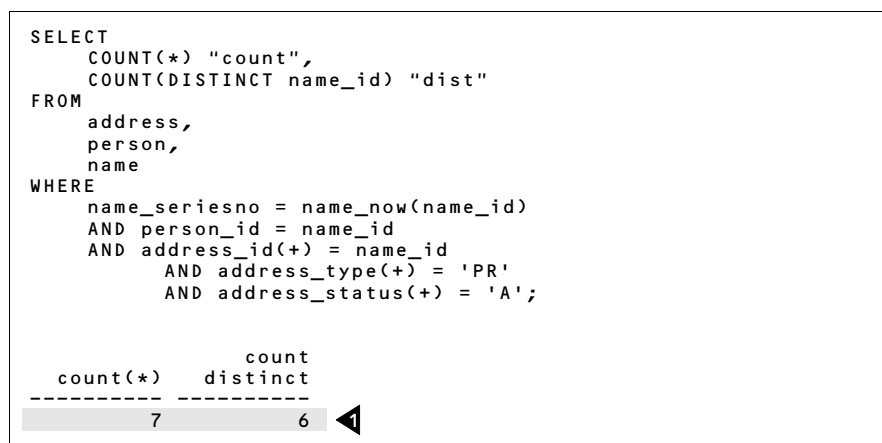 SELECT
COUNT(*) "count",
COUNT(DISTINCT name_id) "dist"
FROM
address,
person,
name
WHERE
name_seriesno = name_now(name_id)
AND person_id = name_id
AND address_id(+) = name_id
AND address_type(+) = 'PR'
AND address_status(+) = 'A';
count
count(*) distinct
---------- ----------
7 6 1